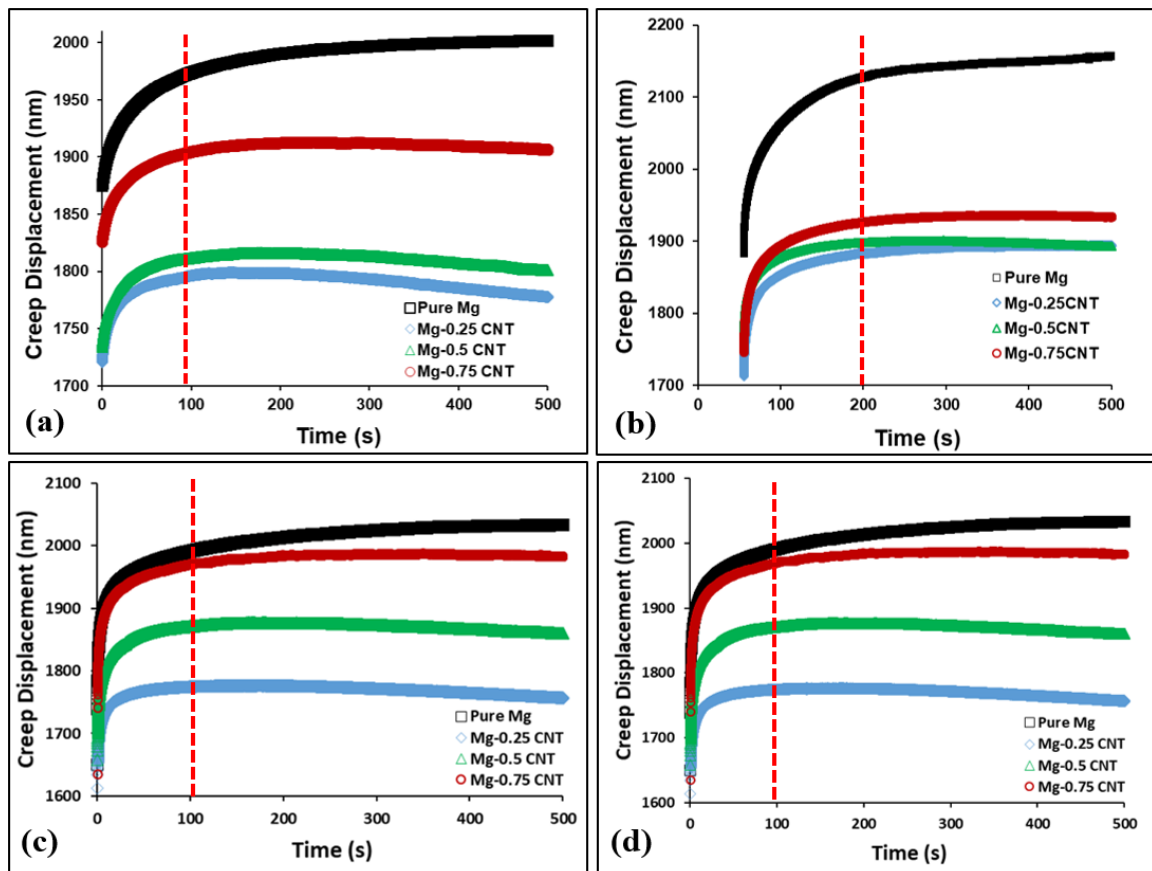 Creep Displacement (nm)
2000
1950
1900
1850
1800
1750
1700
0
100
200
300
400
500
Pure Mg
Mg-0.25 CNT
Mg-0.5 CNT
Mg-0.75 CNT
Time (s)
(a)
Creep Displacement (nm)
2200
2100
2000
1900
1800
1700
0
100
200
300
400
500
Pure Mg
Mg-0.25CNT
Mg-0.5CNT
Mg-0.75CNT
Time (s)
(b)
Creep Displacement (nm)
2100
2000
1900
1800
1700
1600
0
100
200
300
400
500
Pure Mg
Mg-0.25 CNT
Mg-0.5 CNT
Mg-0.75 CNT
Time (s)
(c)
Creep Displacement (nm)
2100
2000
1900
1800
1700
1600
0
100
200
300
400
500
Pure Mg
Mg-0.25 CNT
Mg-0.5 CNT
Mg-0.75 CNT
Time (s)
(d)